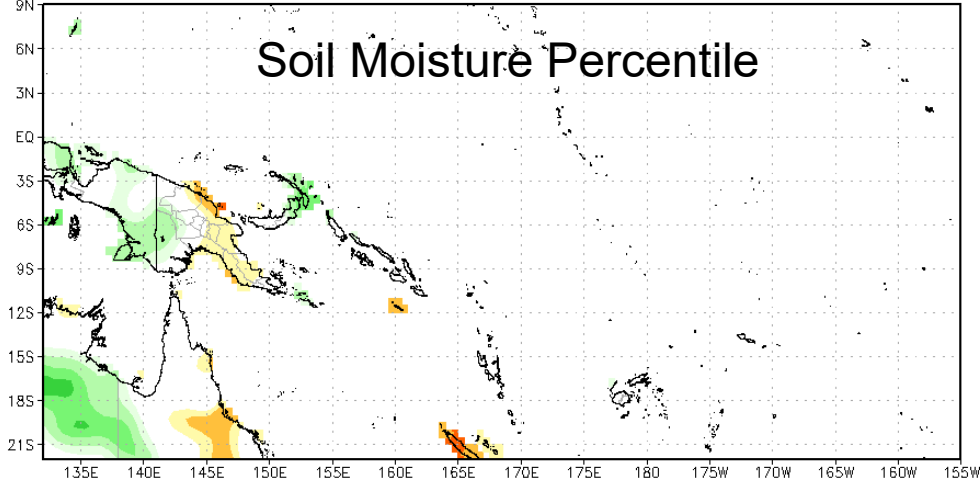 9N
Soil Moisture Percentile
6N
3N
EQ
3S
6S
9S
12S
15S
18S
21S
135E 140E 145E 150E 155E 160E 165E 170E 175E 180 175W 170W 165W 160W 155W